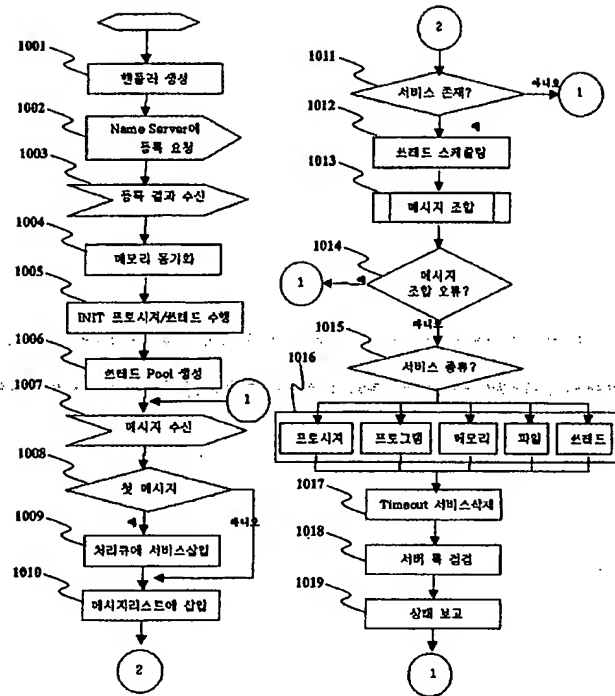 1001
핸들러 생성
1002
Name Server에
등록 요청
1003
등록 결과 수신
1004
메모리 동기화
1005
INIT 프로시져/쓰레드 수행
1006
쓰레드 Pool 생성
1
1007
메시지 수신
1008
첫 메시지
예
아니오
1009
처리큐에 서비스삽입
1010
메시지리스트에 삽입
2
2
1011
서비스 존재?
아니오
1
1012
예
쓰레드 스케쥴링
1013
메시지 조합
1014
메시지
조합 오류?
예
1
아니오
1015
서비스 종류?
1016
프로시져
프로그램
메모리
파일
쓰레드
1017
Timeout 서비스삭제
1018
서버 록 점검
1019
상태 보고
1